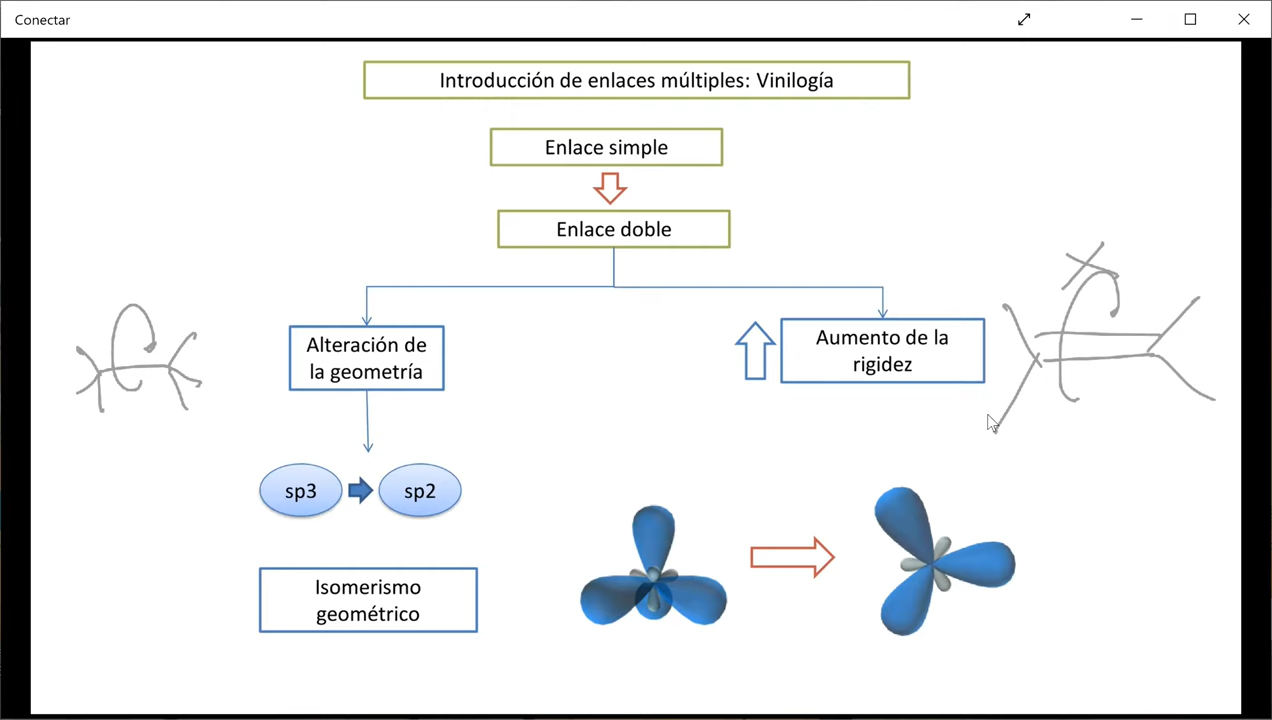 Conectar
Introducción de enlaces múltiples: Vinilogía
Enlace simple
Enlace doble
Alteración de
la geometría
Aumento de la
rigidez
sp3
sp2
Isomerismo
geométrico